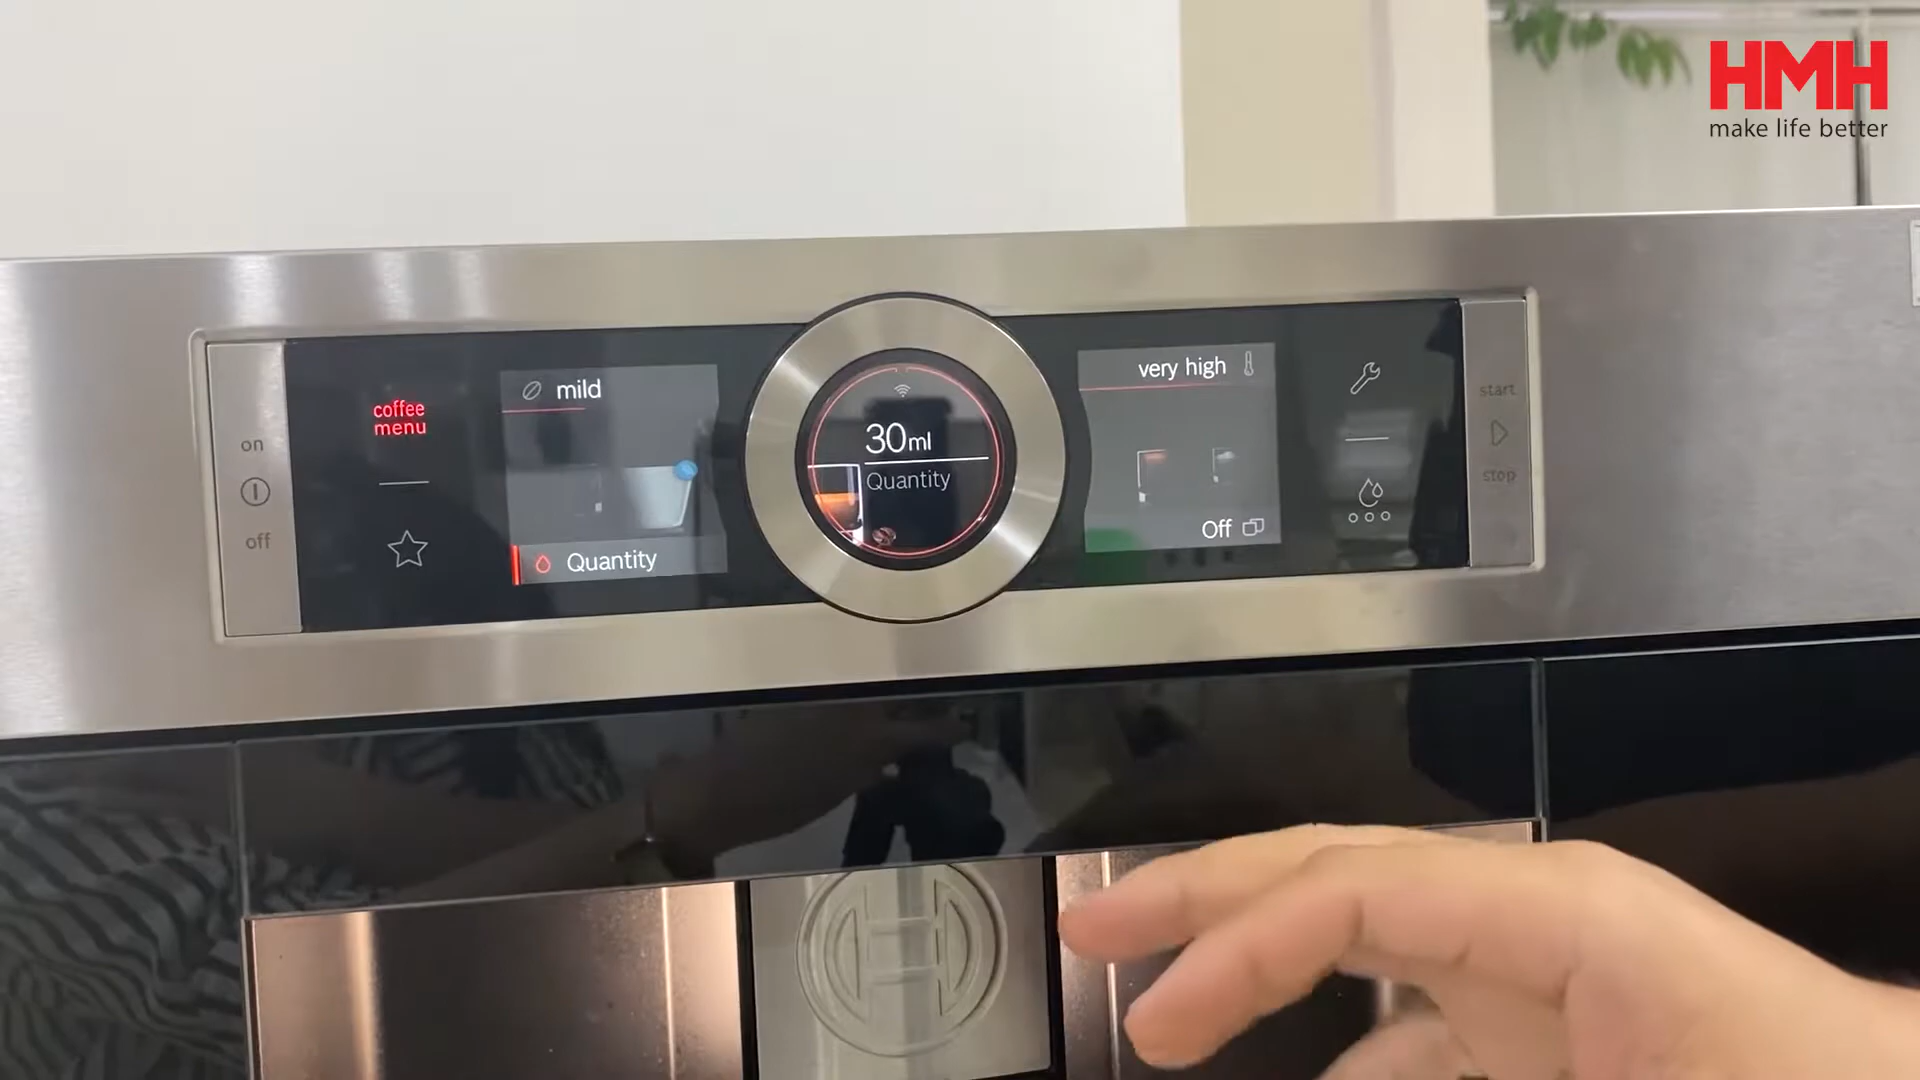 HMH
make life better
on
off
coffee
menu
mild
Quantity
30ml
Quantity
very high
Off
start
stop